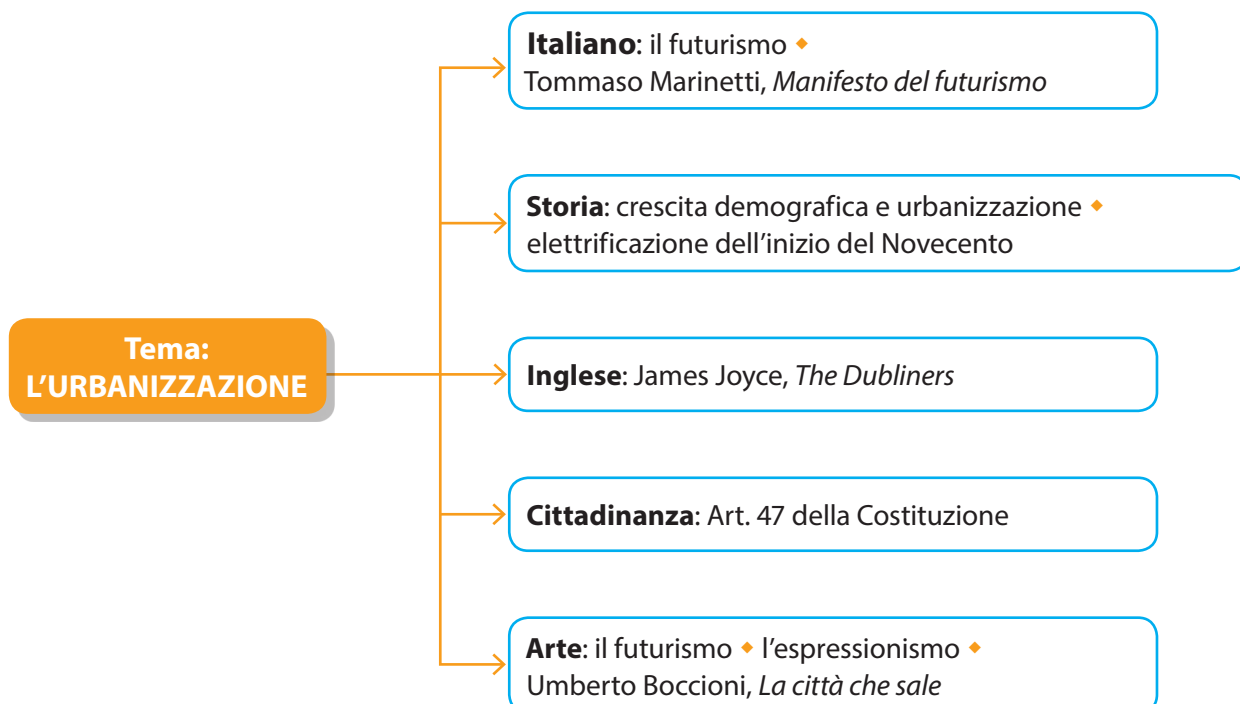 Italiano: il futurismo ◆
Tommaso Marinetti, Manifesto del futurismo
Storia: crescita demografica e urbanizzazione ◆
elettrificazione dell’inizio del Novecento
Tema:
L’URBANIZZAZIONE
Inglese: James Joyce, The Dubliners
Cittadinanza: Art. 47 della Costituzione
Arte: il futurismo ◆ l’espressionismo ◆
Umberto Boccioni, La città che sale